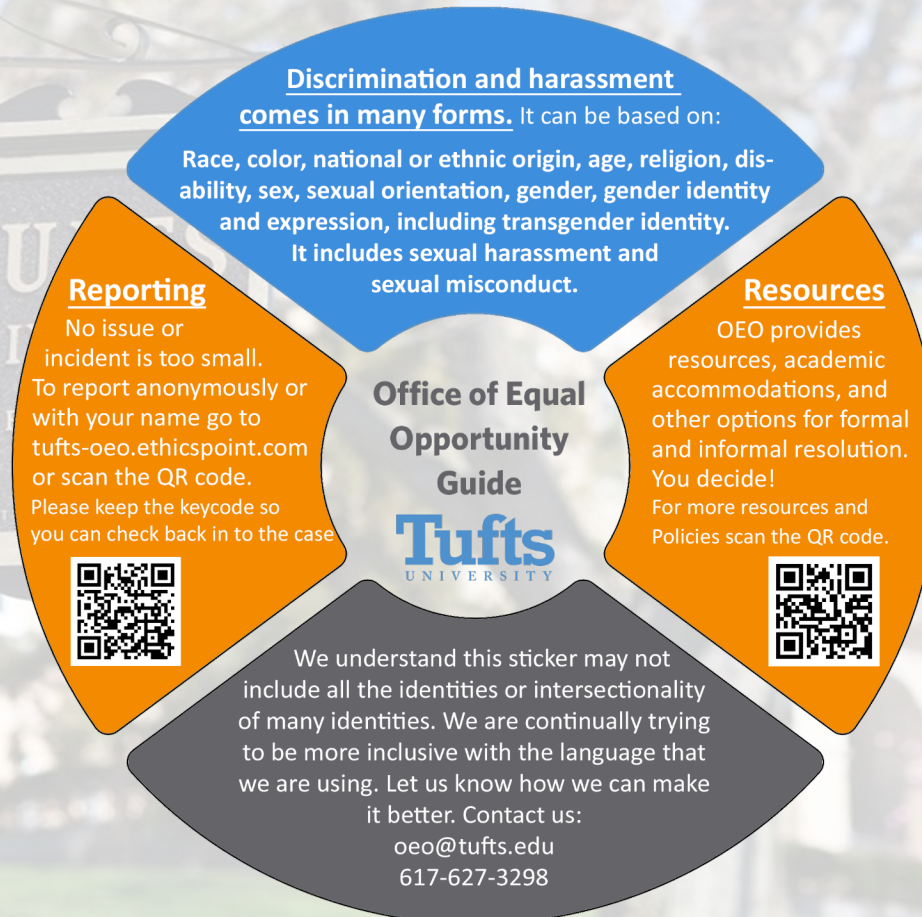 Discrimination and harassment
comes in many forms. It can be based on:
Race, color, national or ethnic origin, age, religion, dis-
ability, sex, sexual orientation, gender, gender identity
and expression, including transgender identity.
It includes sexual harassment and
sexual misconduct.
Reporting
No issue or
incident is too small.
To report anonymously or
with your name go to
tufts-oeo.ethicspoint.com
or scan the QR code.
Please keep the keycode so
you can check back in to the case
Office of Equal
Opportunity
Guide
Tufts
UNIVERSITY
Resources
OEO provides
resources, academic
accommodations, and
other options for formal
and informal resolution.
You decide!
For more resources and
Policies scan the QR code.
We understand this sticker may not
include all the identities or intersectionality
of many identities. We are continually trying
to be more inclusive with the language that
we are using. Let us know how we can make
it better. Contact us:
oeo@tufts.edu
617-627-3298